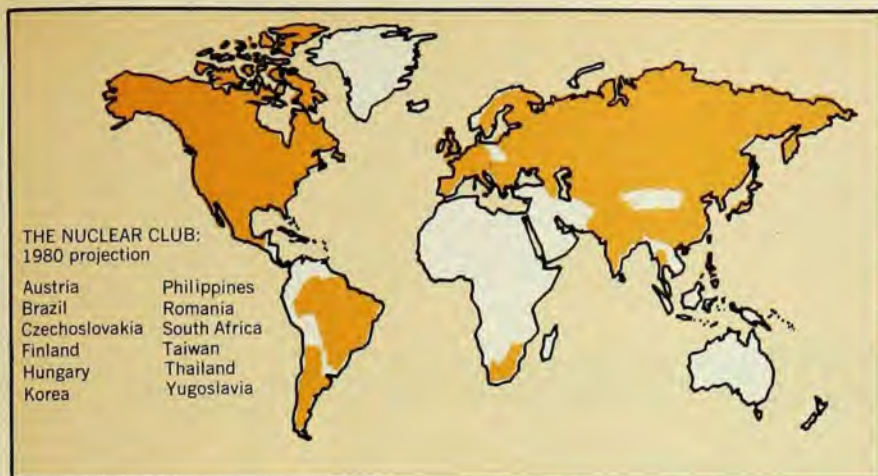 THE NUCLEAR CLUB:
1980 projection
Austria
Brazil
Czechoslovakia
Finland
Hungary
Korea
Philippines
Romania
South Africa
Taiwan
Thailand
Yugoslavia